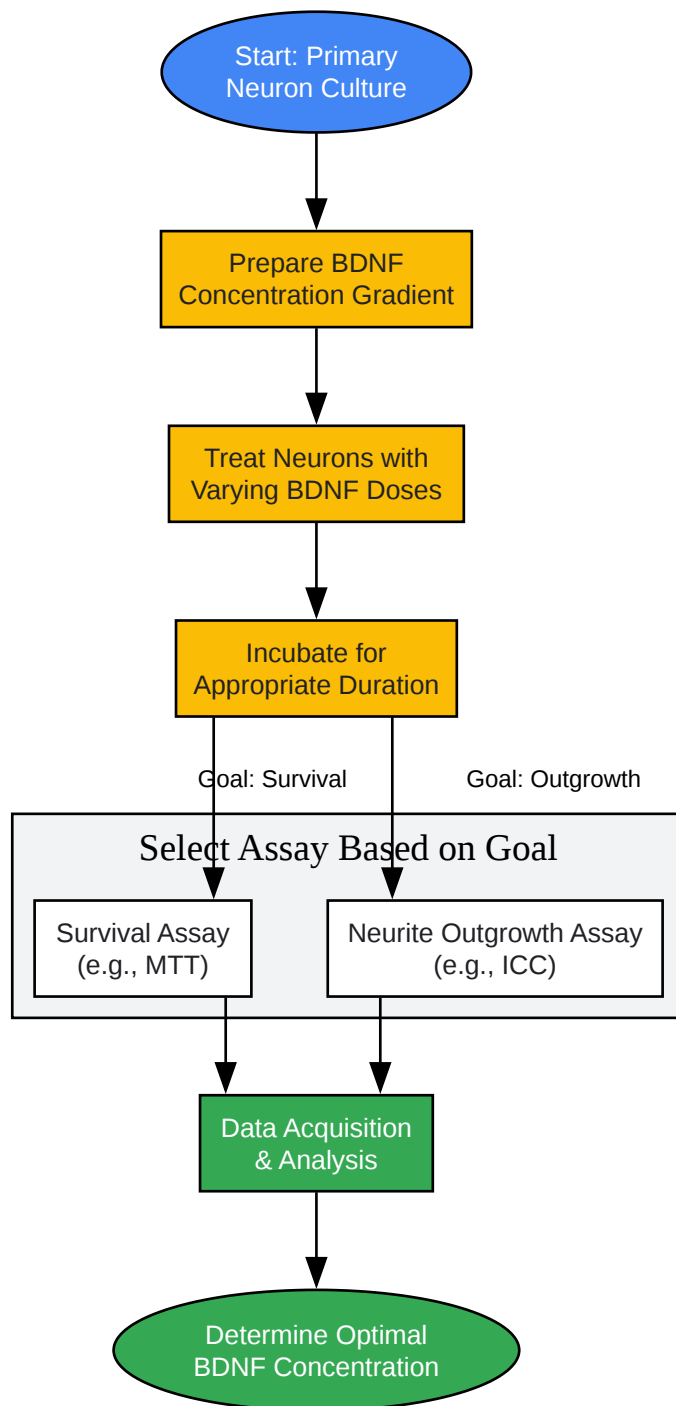 Start: Primary
Neuron Culture
Prepare BDNF
Concentration Gradient
Treat Neurons with
Varying BDNF Doses
Incubate for
Appropriate Duration
Goal: Survival
Goal: Outgrowth
Select Assay Based on Goal
Survival Assay
(e.g., MTT)
Neurite Outgrowth Assay
(e.g., ICC)
Data Acquisition
& Analysis
Determine Optimal
BDNF Concentration